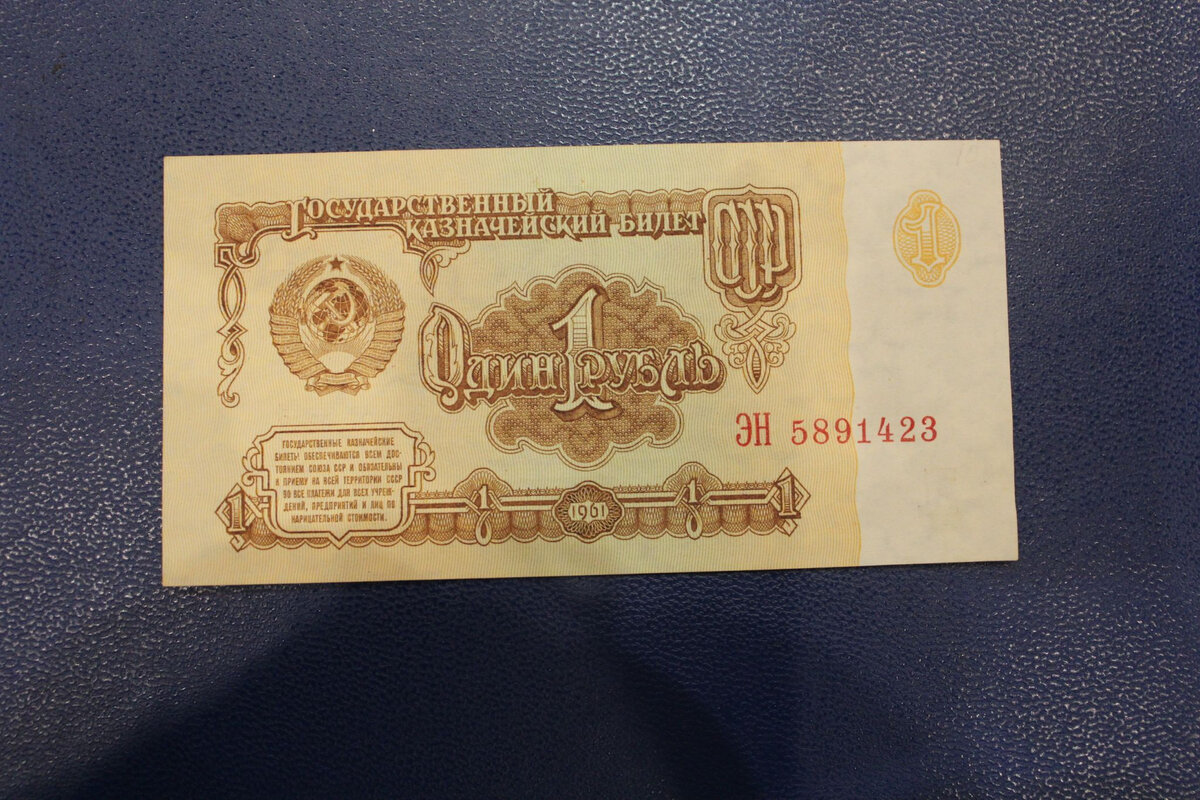 ГОСУДАРСТВЕННЫЙ
КАЗНАЧЕЙСКИЙ БИЛЕТ
СССР
1
1
ОДИН РУБЛЬ
ЭН 5891423
ГОСУДАРСТВЕННЫЕ КАЗНАЧЕЙСКИЕ
БИЛЕТЫ ОБЕСПЕЧИВАЮТСЯ ВСЕМ ДОС-
ТОЯНИЕМ СОЮЗА ССР И ОБЯЗАТЕЛЬНЫ
К ПРИЕМУ НА ВСЕЙ ТЕРРИТОРИИ СССР
ВО ВСЕ ПЛАТЕЖИ ДЛЯ ВСЕХ УЧРЕЖ-
ДЕНИЙ, ПРЕДПРИЯТИЙ И ЛИЦ ПО
НАРИЦАТЕЛЬНОЙ СТОИМОСТИ.
1 1 1961 1 1